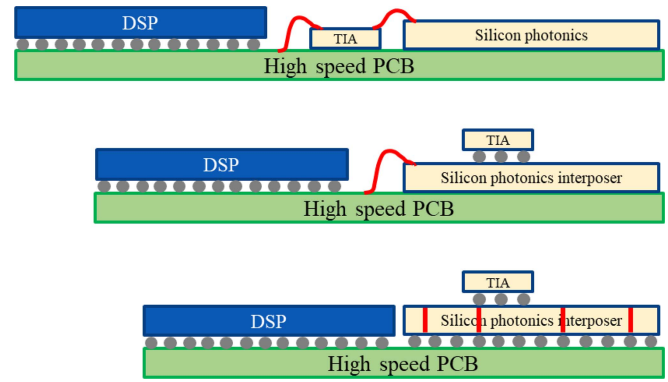 DSP
TIA
Silicon photonics
High speed PCB
TIA
DSP
Silicon photonics interposer
High speed PCB
TIA
DSP
Silicon photonics interposer
High speed PCB